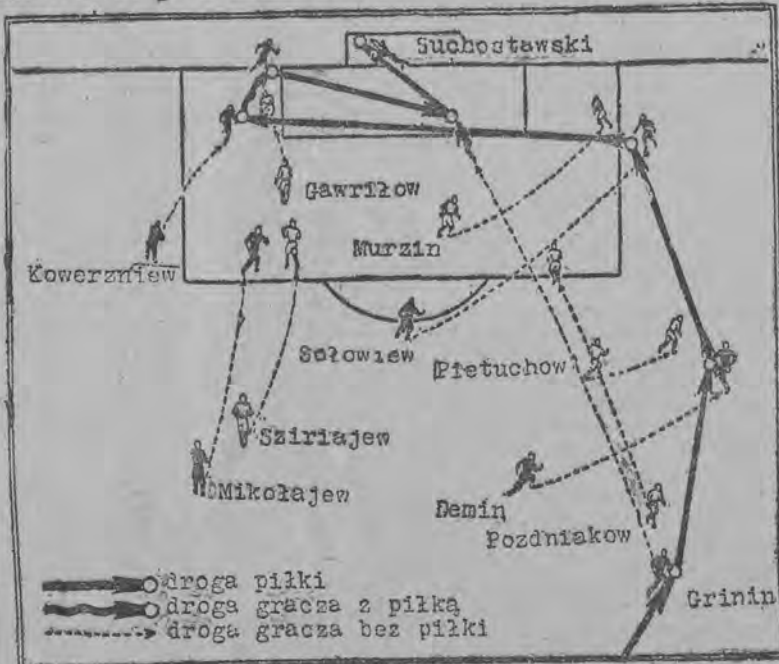 Suchostawski
Gawriłow
Murzin
Kowerzniew
Sołowiew
Pietuchow
Sziriajew
Mikołajew
Demin
Pozdniakow
Grinin
droga piłki
droga gracza z piłką
droga gracza bez piłki